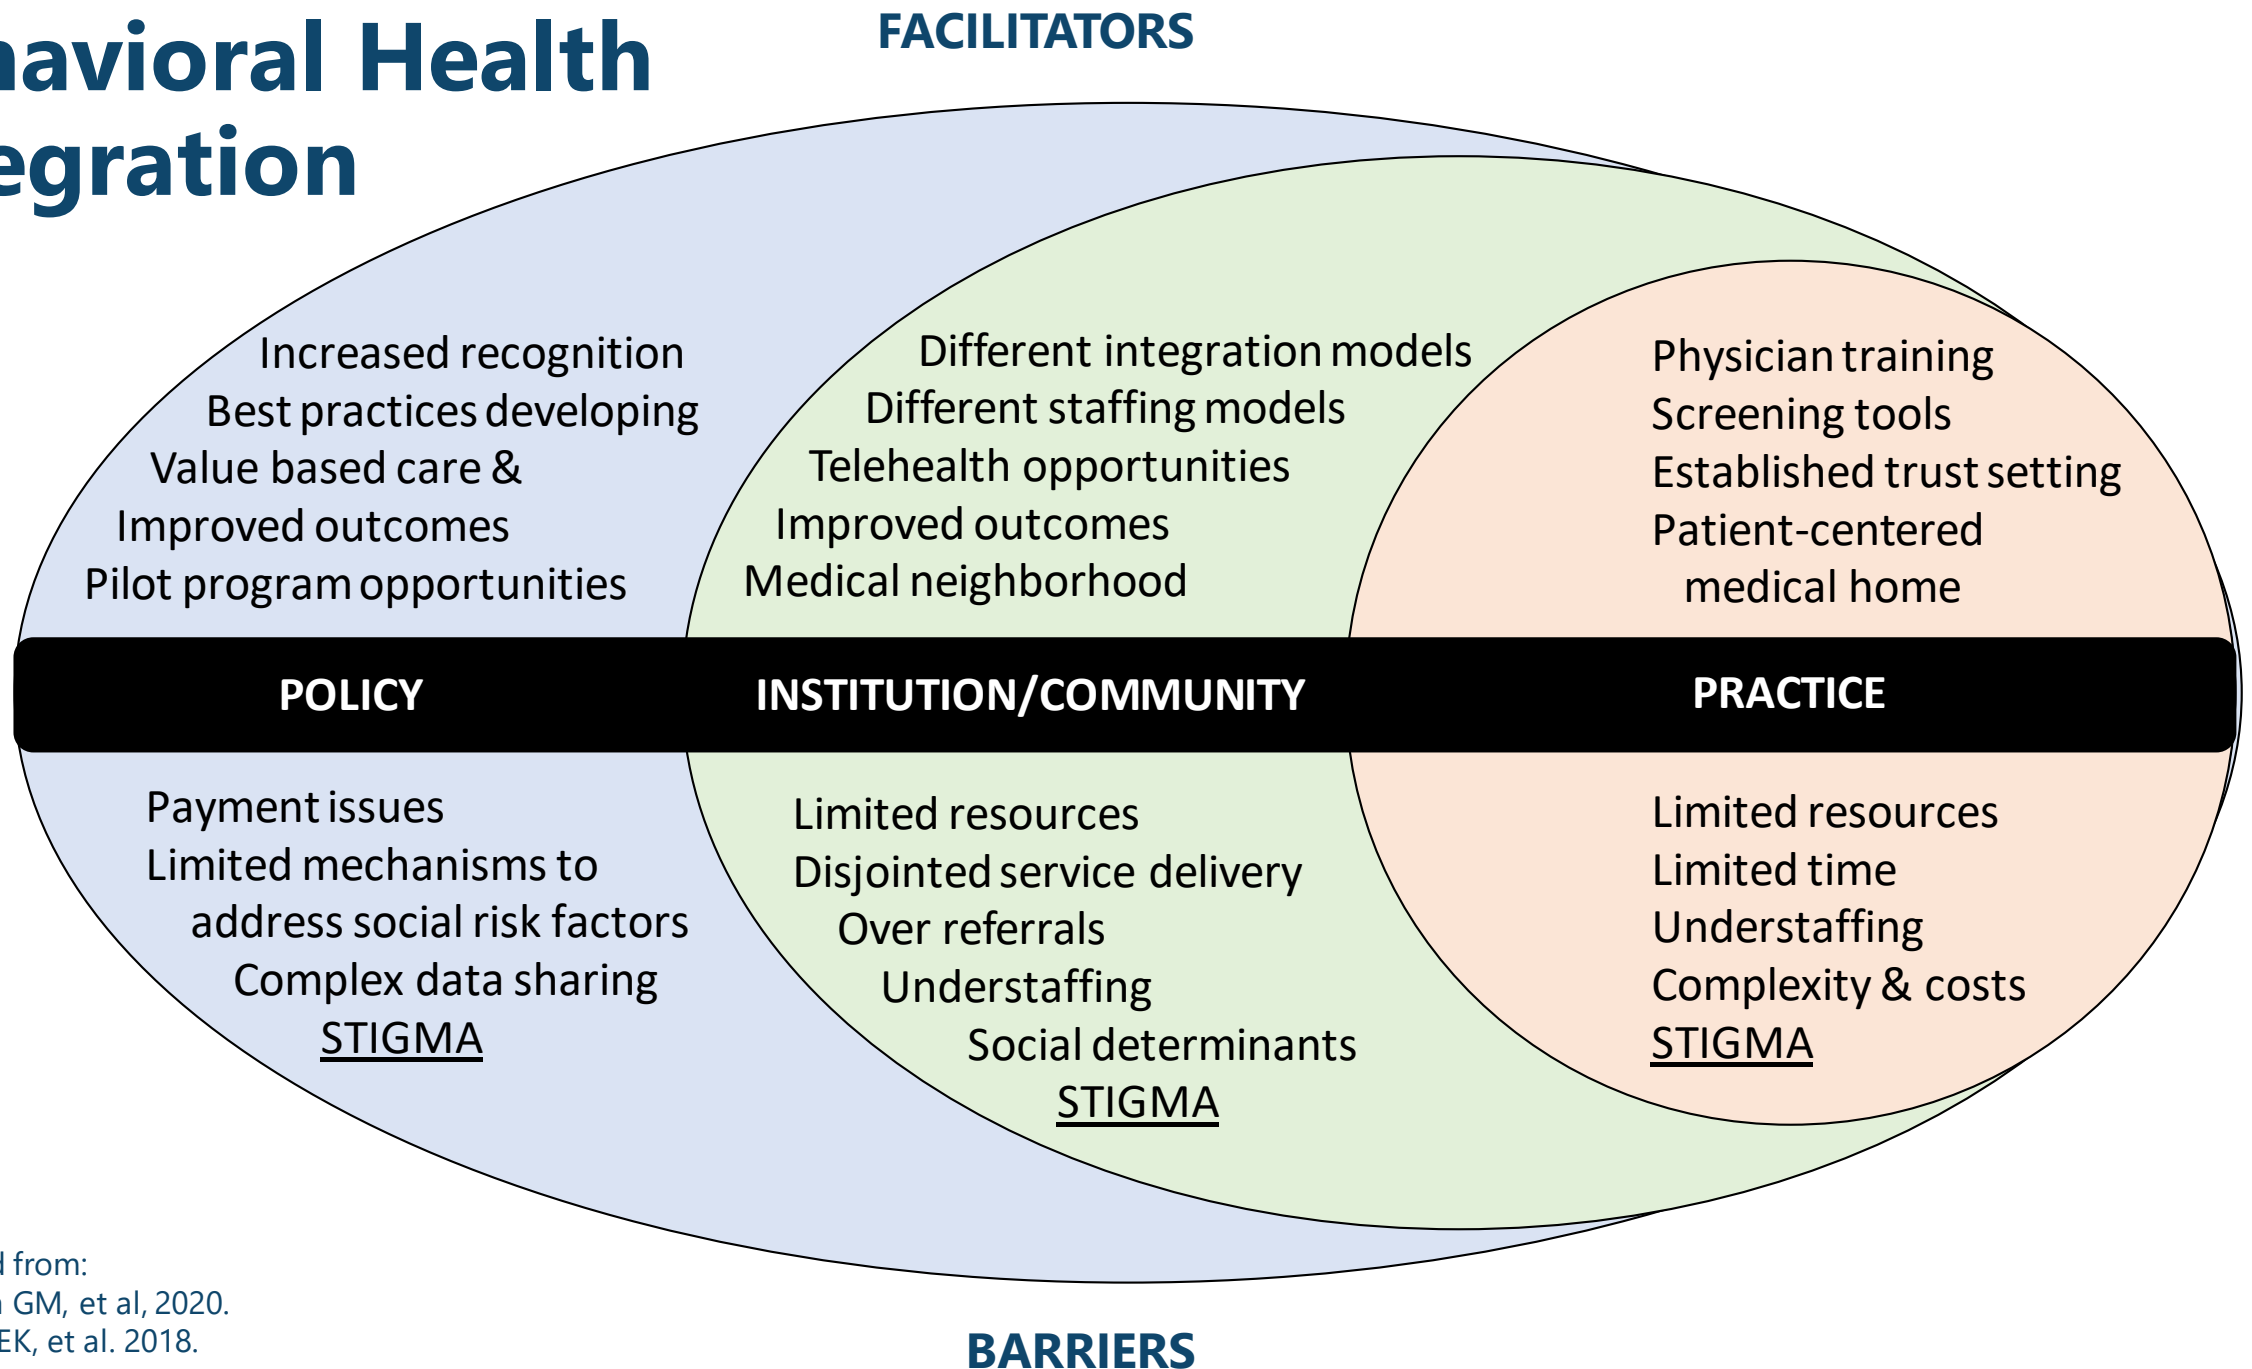 havioral Health
egration
FACILITATORS
Increased recognition
Best practices developing
Value based care &
Improved outcomes
Pilot program opportunities
Different integration models
Different staffing models
Telehealth opportunities
Improved outcomes
Medical neighborhood
Physician training
Screening tools
Established trust setting
Patient-centered
medical home
POLICY
INSTITUTION/COMMUNITY
PRACTICE
Payment issues
Limited mechanisms to
address social risk factors
Complex data sharing
STIGMA
Limited resources
Disjointed service delivery
Over referrals
Understaffing
Social determinants
STIGMA
Limited resources
Limited time
Understaffing
Complexity & costs
STIGMA
from:
GM, et al, 2020.
EK, et al. 2018.
BARRIERS